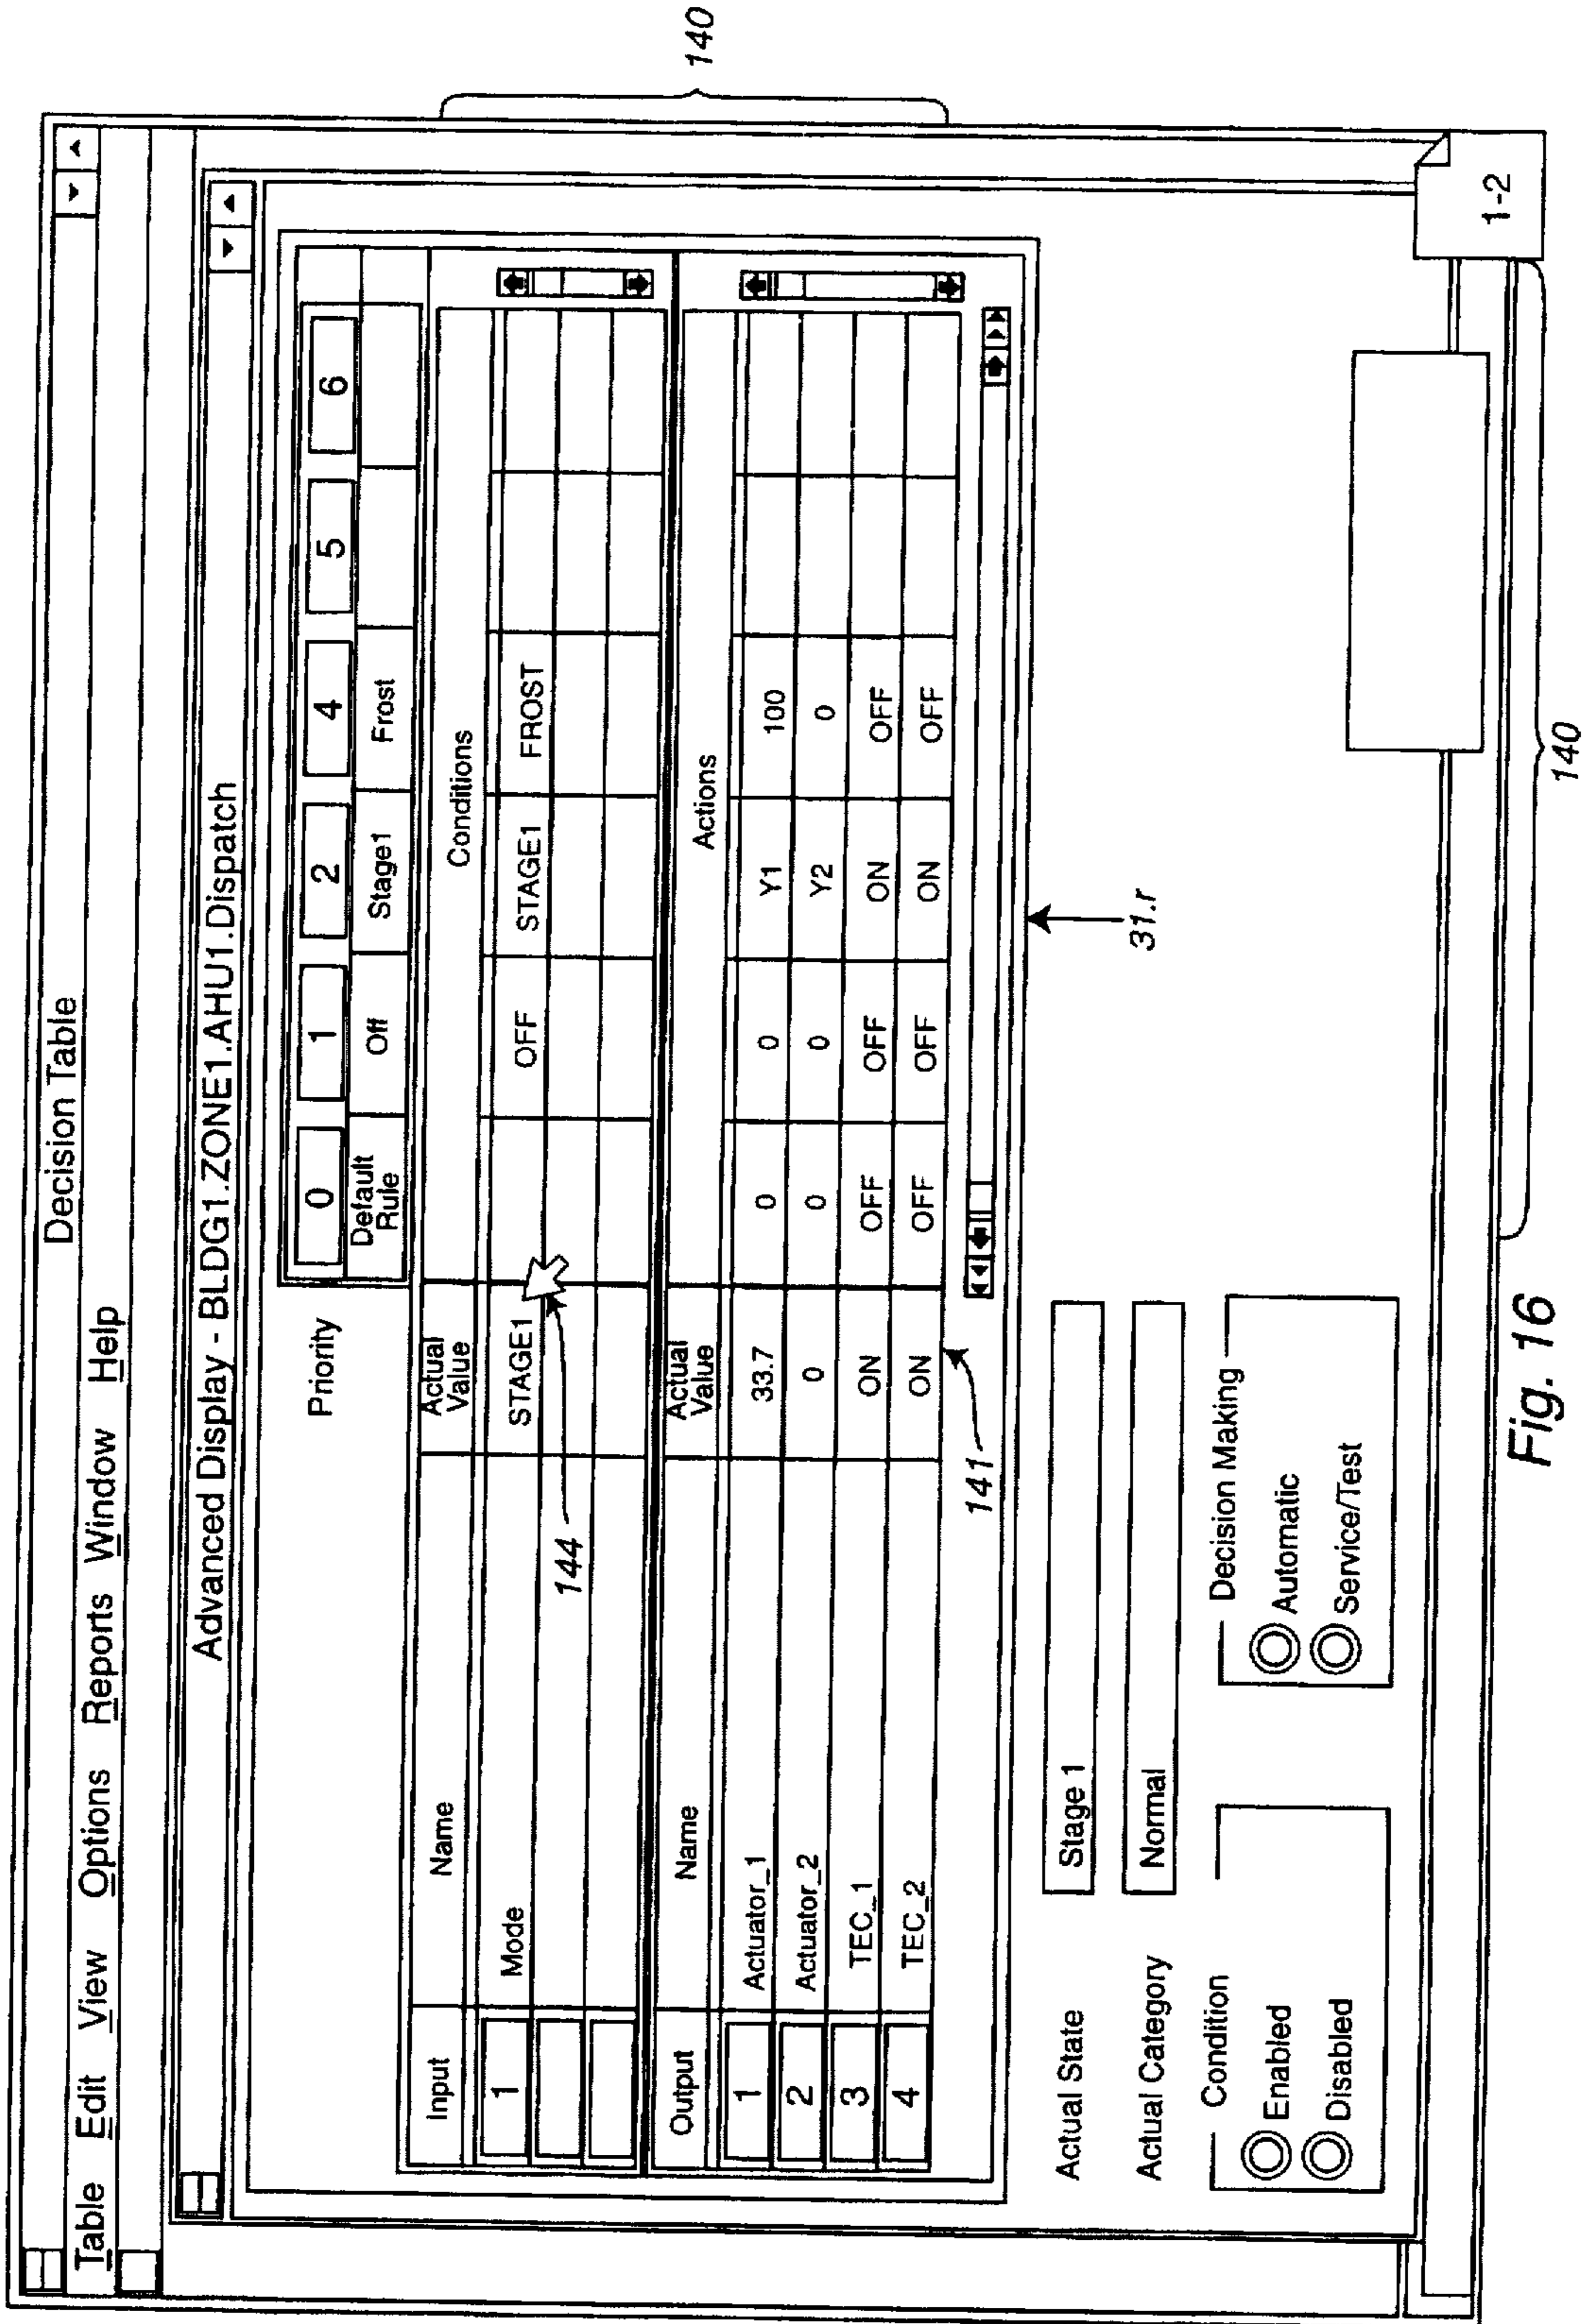 Decision Table
Table Edit View Options Reports Window Help
Advanced Display - BLDG1.ZONE1.AHU1.Dispatch
Priority 0 1 2 4 5 6
Default Rule Off Stage1 Frost
Input Name Actual Value Conditions
1 Mode STAGE1 OFF STAGE1 FROST
144
Output Name Actual Value Actions
1 Actuator_1 33.7 0 0 Y1 100
2 Actuator_2 0 0 0 Y2 0
3 TEC_1 ON OFF OFF ON OFF
4 TEC_2 ON OFF OFF ON OFF
141
31.r
140
Actual State Stage 1
Actual Category Normal
Condition
Enabled
Disabled
Decision Making
Automatic
Service/Test
1-2
140
Fig. 16